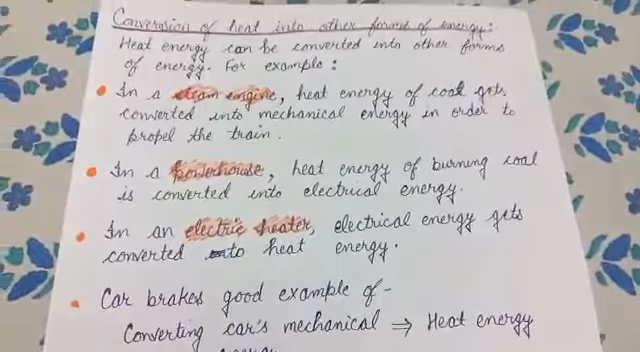 Conversion of heat into other forms of energy:
Heat energy can be converted into other forms
of energy. For example:
In a steam engine, heat energy of coal gets
converted into mechanical energy in order to
propel the train.
In a powerhouse, heat energy of burning coal
is converted into electrical energy.
In an electric heater, electrical energy gets
converted into heat energy.
Car brakes good example of -
Converting car's mechanical ⇒ Heat energy